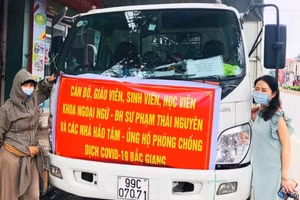 CÁN BỘ, GIÁO VIÊN, SINH VIÊN, HỌC VIÊN
KHOA NGOẠI NGỮ - ĐH SƯ PHẠM THÁI NGUYÊN
VÀ CÁC NHÀ HẢO TÂM - ỦNG HỘ PHÒNG CHỐNG
DỊCH COVID-19 BẮC GIANG
99C
070.71